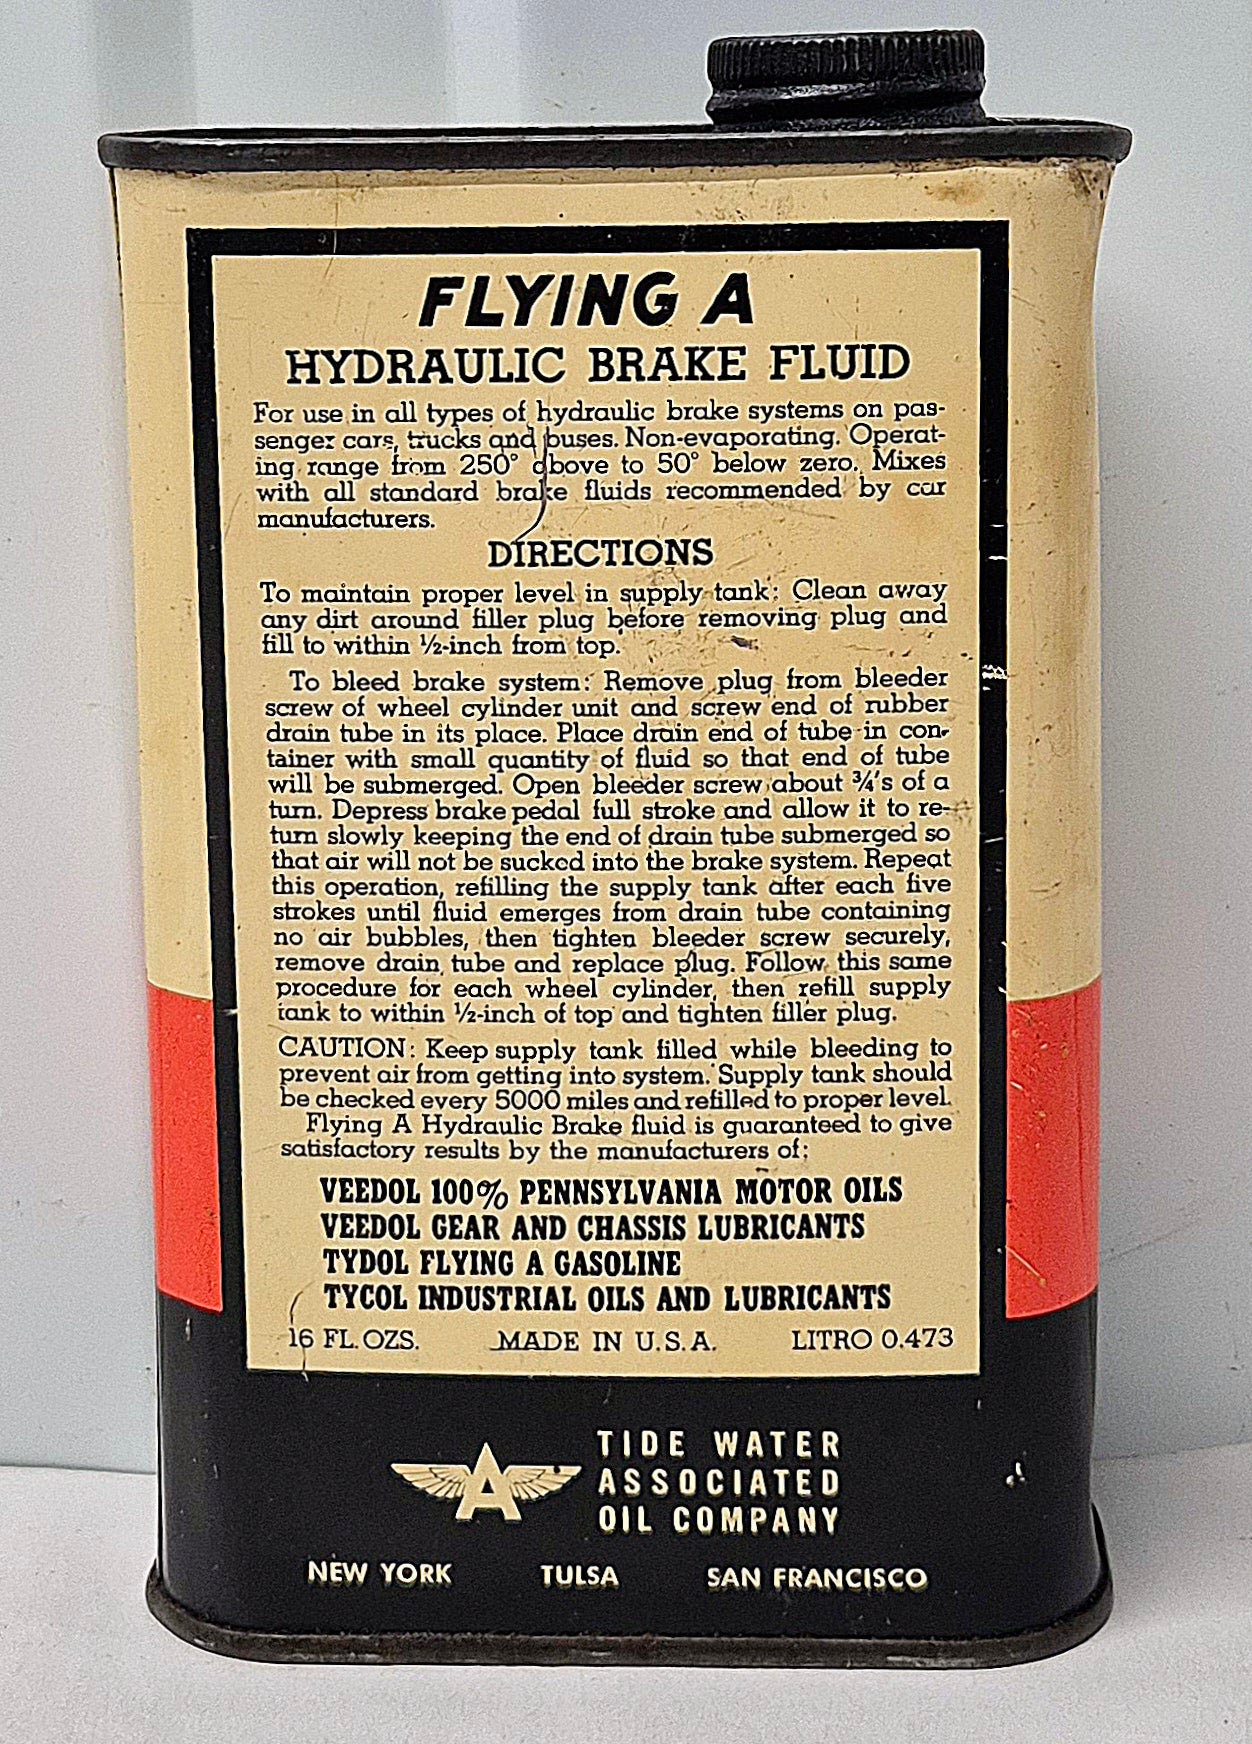 FLYING A
HYDRAULIC BRAKE FLUID
For use in all types of hydraulic brake systems on pas-
senger cars, trucks and buses. Non-evaporating. Operat-
ing range from 250° above to 50° below zero. Mixes
with all standard brake fluids recommended by car
manufacturers.
DIRECTIONS
To maintain proper level in supply tank: Clean away
any dirt around filler plug before removing plug and
fill to within ½-inch from top.
To bleed brake system: Remove plug from bleeder
screw of wheel cylinder unit and screw end of rubber
drain tube in its place. Place drain end of tube in con-
tainer with small quantity of fluid so that end of tube
will be submerged. Open bleeder screw about ¾'s of a
turn. Depress brake pedal full stroke and allow it to re-
turn slowly keeping the end of drain tube submerged so
that air will not be sucked into the brake system. Repeat
this operation, refilling the supply tank after each five
strokes until fluid emerges from drain tube containing
no air bubbles, then tighten bleeder screw securely,
remove drain tube and replace plug. Follow this same
procedure for each wheel cylinder, then refill supply
tank to within ½-inch of top and tighten filler plug.
CAUTION: Keep supply tank filled while bleeding to
prevent air from getting into system. Supply tank should
be checked every 5000 miles and refilled to proper level.
Flying A Hydraulic Brake fluid is guaranteed to give
satisfactory results by the manufacturers of:
VEEDOL 100% PENNSYLVANIA MOTOR OILS
VEEDOL GEAR AND CHASSIS LUBRICANTS
TYDOL FLYING A GASOLINE
TYCOL INDUSTRIAL OILS AND LUBRICANTS
16 FL. OZS. MADE IN U.S.A. LITRO 0.473
A
TIDE WATER
ASSOCIATED
OIL COMPANY
NEW YORK TULSA SAN FRANCISCO